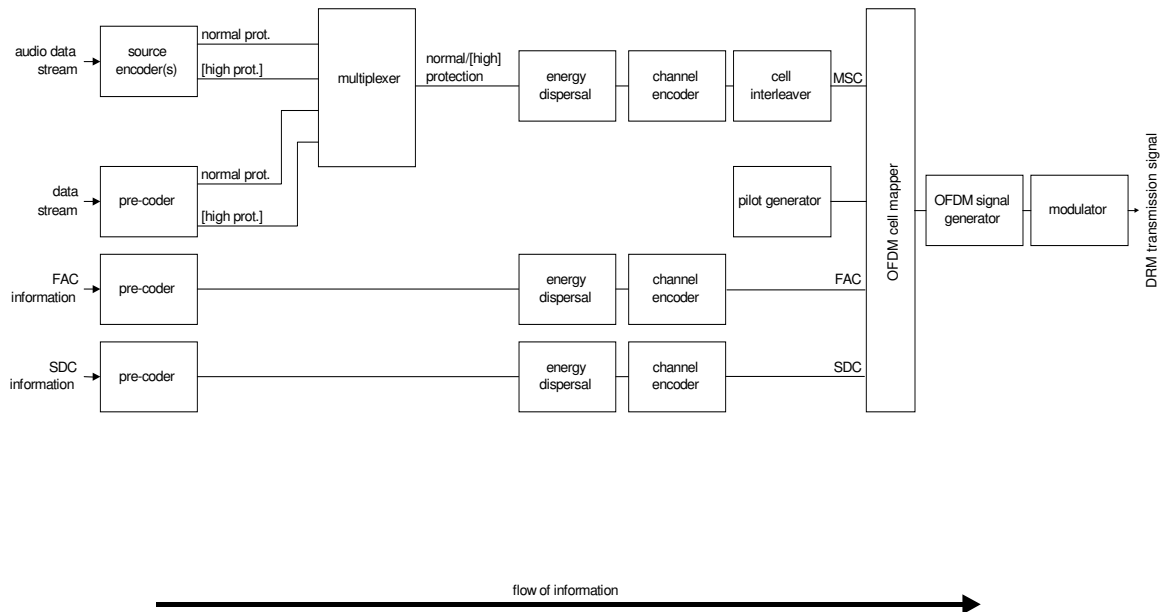 audio data
stream
source
encoder(s)
normal prot.
[high prot.]
multiplexer
normal/[high]
protection
energy
dispersal
channel
encoder
cell
interleaver
MSC
data
stream
pre-coder
normal prot.
[high prot.]
pilot generator
OFDM cell mapper
OFDM signal
generator
modulator
DRM transmission signal
FAC
information
pre-coder
energy
dispersal
channel
encoder
FAC
SDC
information
pre-coder
energy
dispersal
channel
encoder
SDC
flow of information